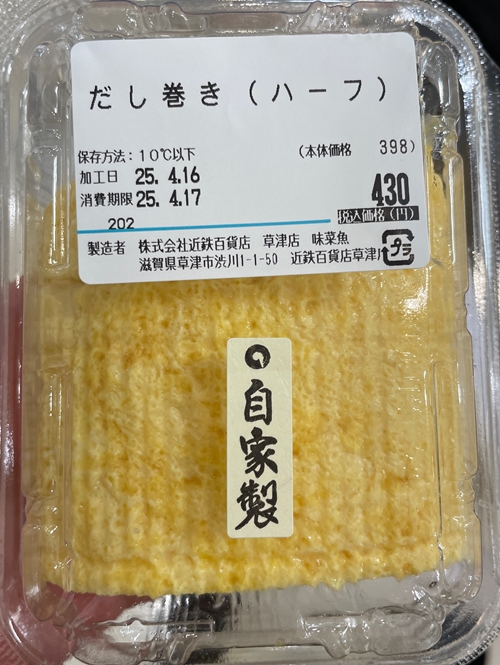 だし巻き(ハーフ)
保存方法:10℃以下 (本体価格 398)
加工日 25. 4.16
消費期限 25. 4.17 430
202 税込価格(円)
製造者 株式会社近鉄百貨店 草津店 味菜魚
滋賀県草津市渋川1-1-50 近鉄百貨店草津
プラ
自家製